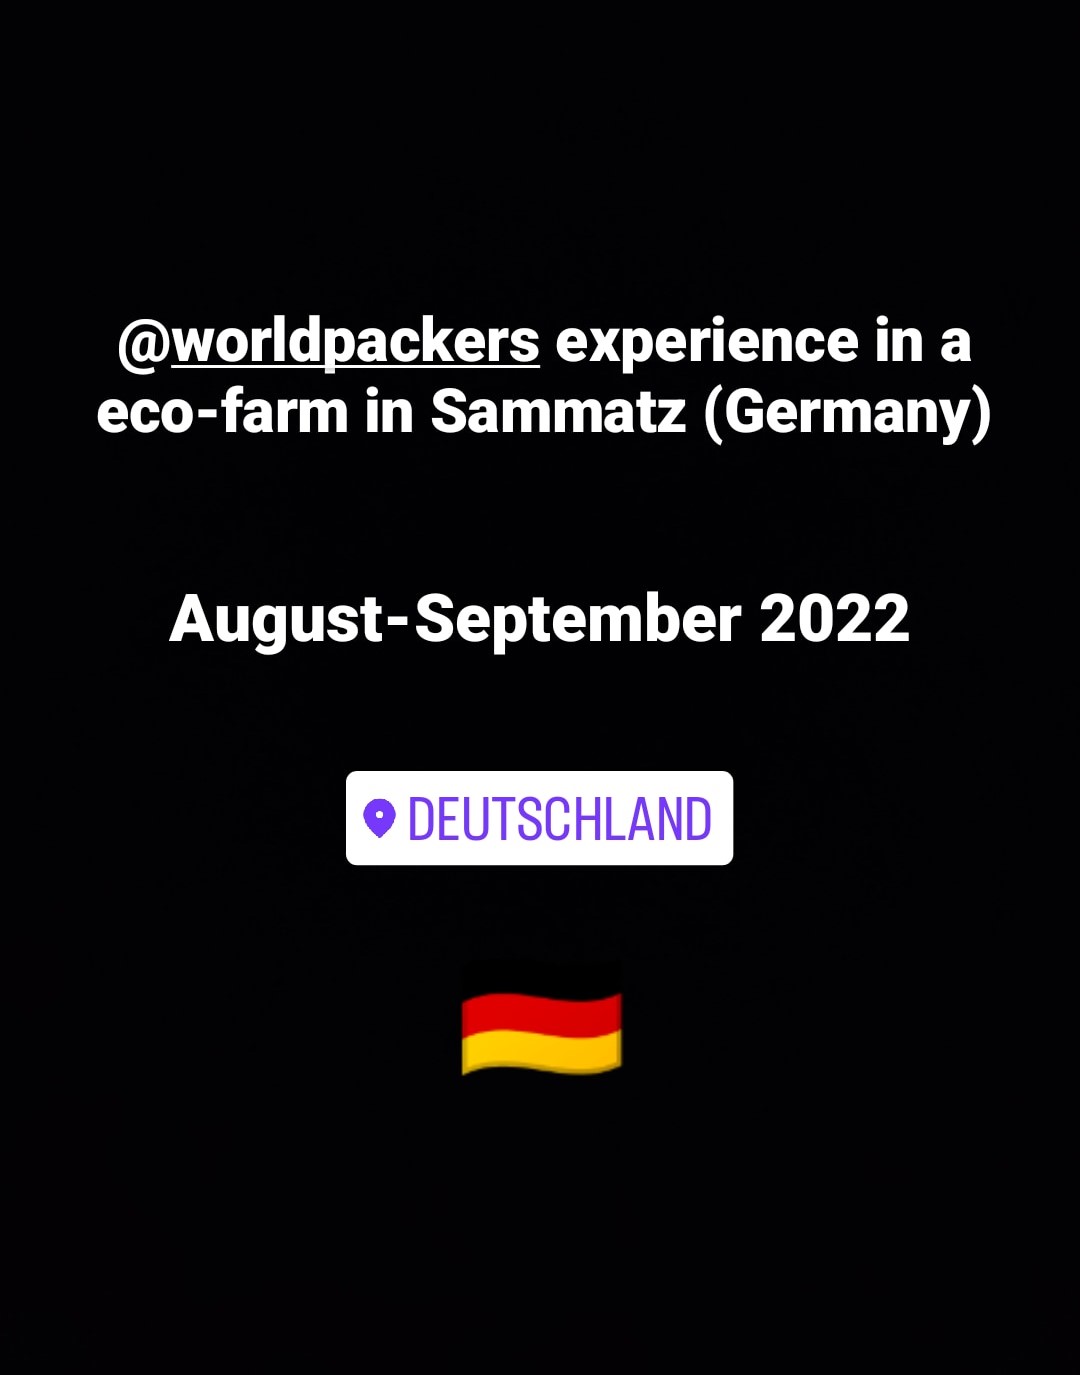 @worldpackers experience in a
eco-farm in Sammatz (Germany)
August-September 2022
DEUTSCHLAND